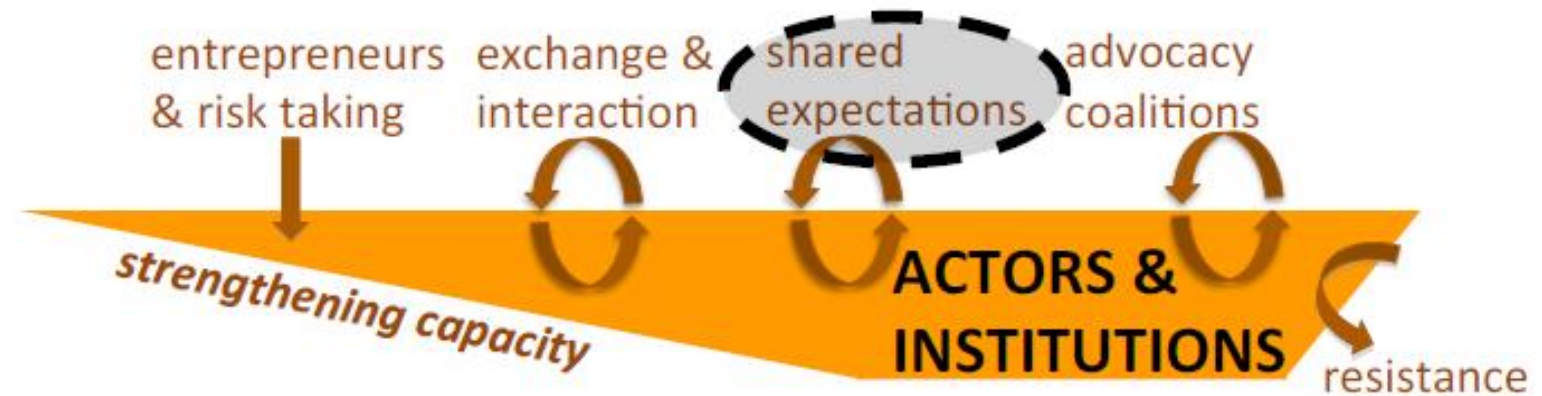 entrepreneurs
& risk taking
exchange &
interaction
shared
expectations
advocacy
coalitions
strengthening capacity
ACTORS &
INSTITUTIONS
resistance